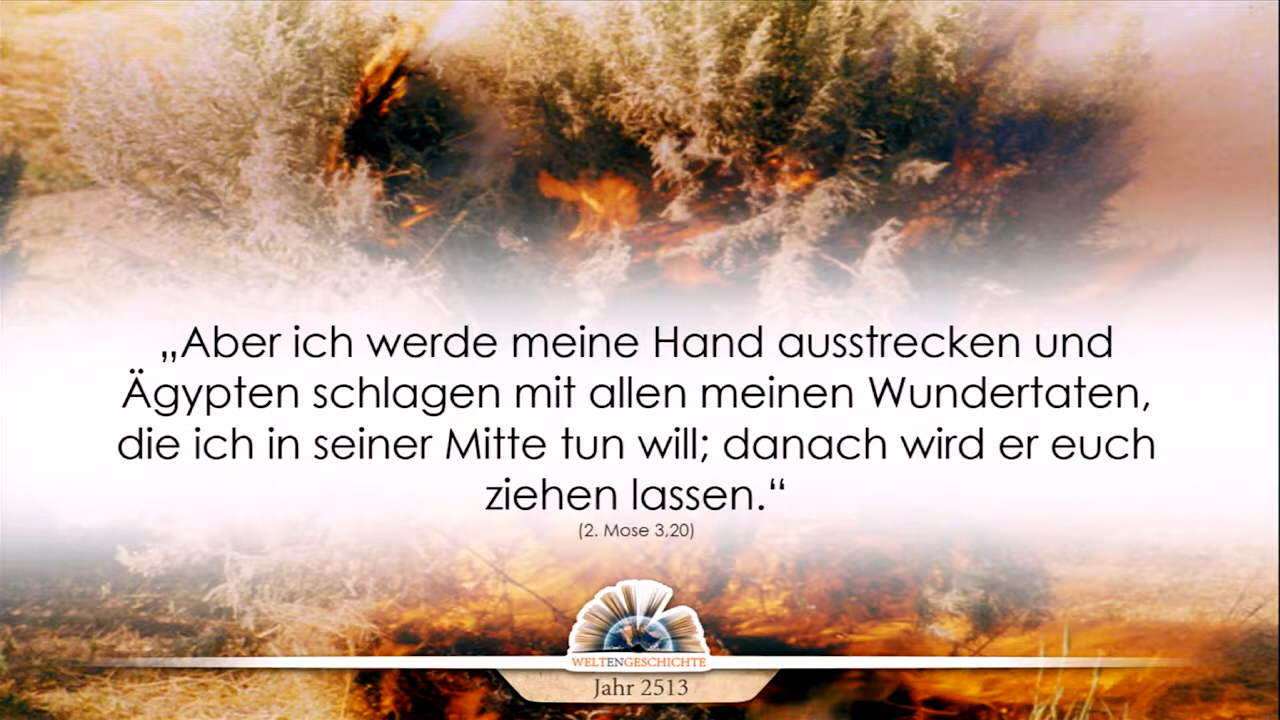 „Aber ich werde meine Hand ausstrecken und
Ägypten schlagen mit allen meinen Wundertaten,
die ich in seiner Mitte tun will; danach wird er euch
ziehen lassen.“
(2. Mose 3,20)
WELTENGESCHICHTE
Jahr 2513